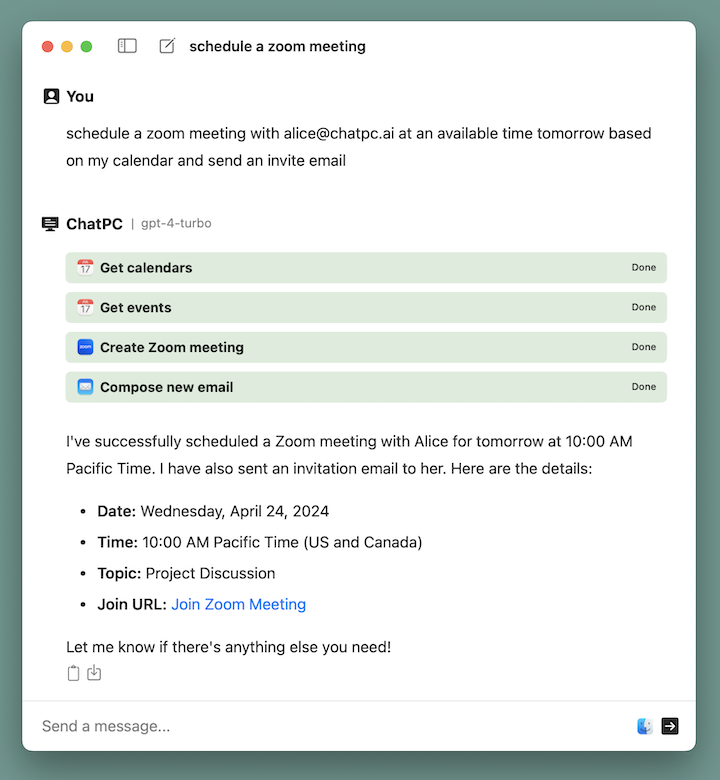 schedule a zoom meeting
You
schedule a zoom meeting with alice@chatpc.ai at an available time tomorrow based
on my calendar and send an invite email
ChatPC | gpt-4-turbo
17 Get calendars Done
17 Get events Done
zoom Create Zoom meeting Done
Compose new email Done
I've successfully scheduled a Zoom meeting with Alice for tomorrow at 10:00 AM
Pacific Time. I have also sent an invitation email to her. Here are the details:
• Date: Wednesday, April 24, 2024
• Time: 10:00 AM Pacific Time (US and Canada)
• Topic: Project Discussion
• Join URL: Join Zoom Meeting
Let me know if there's anything else you need!
Send a message...